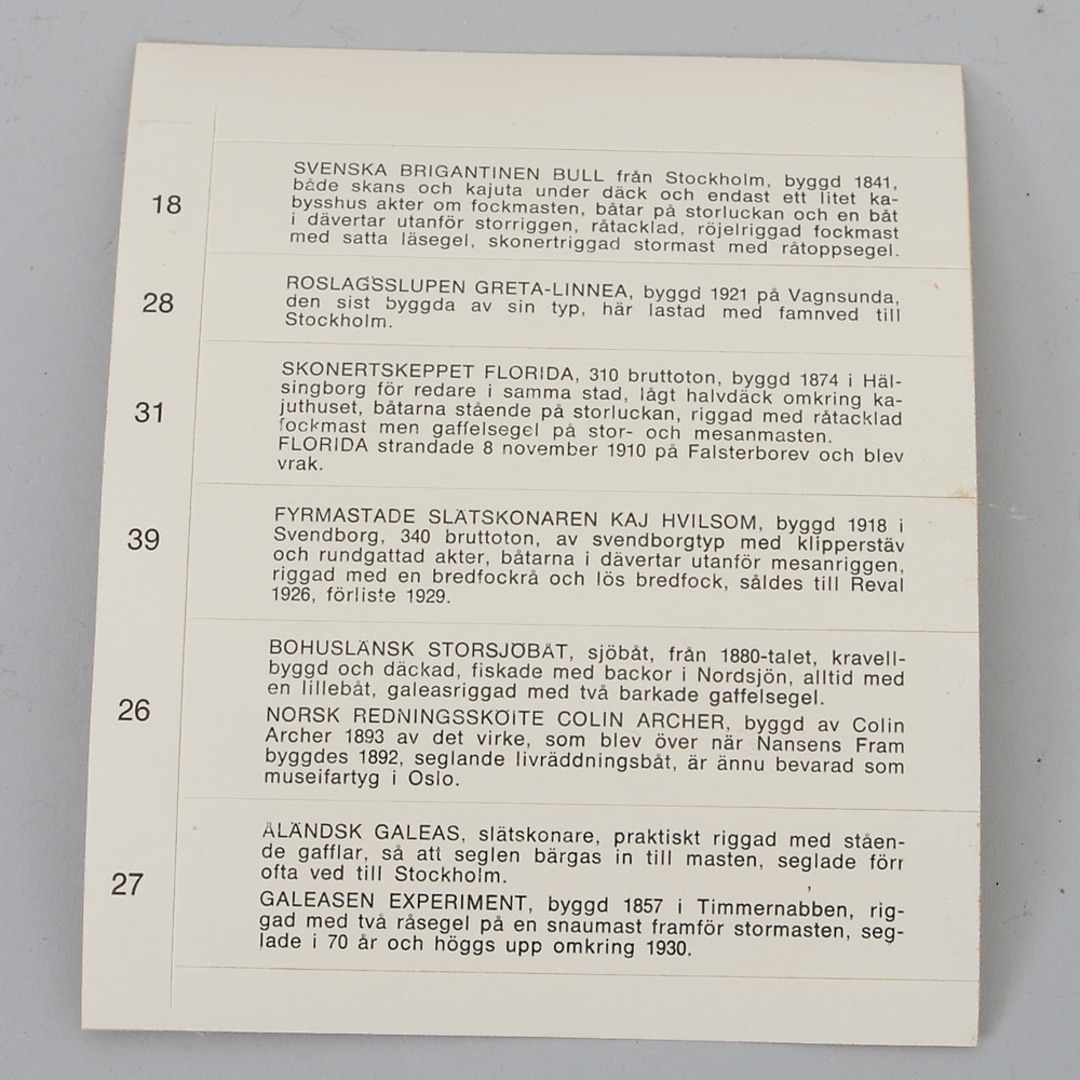 18
SVENSKA BRIGANTINEN BULL från Stockholm, byggd 1841,
både skans och kajuta under däck och endast ett litet ka-
bysshus akter om fockmasten, båtar på storluckan och en båt
i dävertar utanför storriggen, råtacklad, röjelriggad fockmast
med satta läsegel, skonertriggad stormast med råtoppsegel.
28
ROSLAGSSLUPEN GRETA-LINNEA, byggd 1921 på Vagnsunda,
den sist byggda av sin typ, här lastad med famnved till
Stockholm.
31
SKONERTSKEPPET FLORIDA, 310 bruttoton, byggd 1874 i Häl-
singborg för redare i samma stad, lågt halvdäck omkring ka-
juthuset, båtarna stående på storluckan, riggad med råtacklad
fockmast men gaffelsegel på stor- och mesanmasten.
FLORIDA strandade 8 november 1910 på Falsterborev och blev
vrak.
39
FYRMASTADE SLÄTSKONAREN KAJ HVILSOM, byggd 1918 i
Svendborg, 340 bruttoton, av svendborgtyp med klipperstäv
och rundgattad akter, båtarna i dävertar utanför mesanriggen,
riggad med en bredfockrå och lös bredfock, såldes till Reval
1926, förliste 1929.
26
BOHUSLÄNSK STORSJÖBÅT, sjöbåt, från 1880-talet, kravell-
byggd och däckad, fiskade med backor i Nordsjön, alltid med
en lillebåt, galeasriggad med två barkade gaffelsegel.
NORSK REDNINGSSKÖITE COLIN ARCHER, byggd av Colin
Archer 1893 av det virke, som blev över när Nansens Fram
byggdes 1892, seglande livräddningsbåt, är ännu bevarad som
museifartyg i Oslo.
27
ÅLÄNDSK GALEAS, slätskonare, praktiskt riggad med ståen-
de gafflar, så att seglen bärgas in till masten, seglade förr
ofta ved till Stockholm.
GALEASEN EXPERIMENT, byggd 1857 i Timmernabben, rig-
gad med två råsegel på en snaumast framför stormasten, seg-
lade i 70 år och höggs upp omkring 1930.